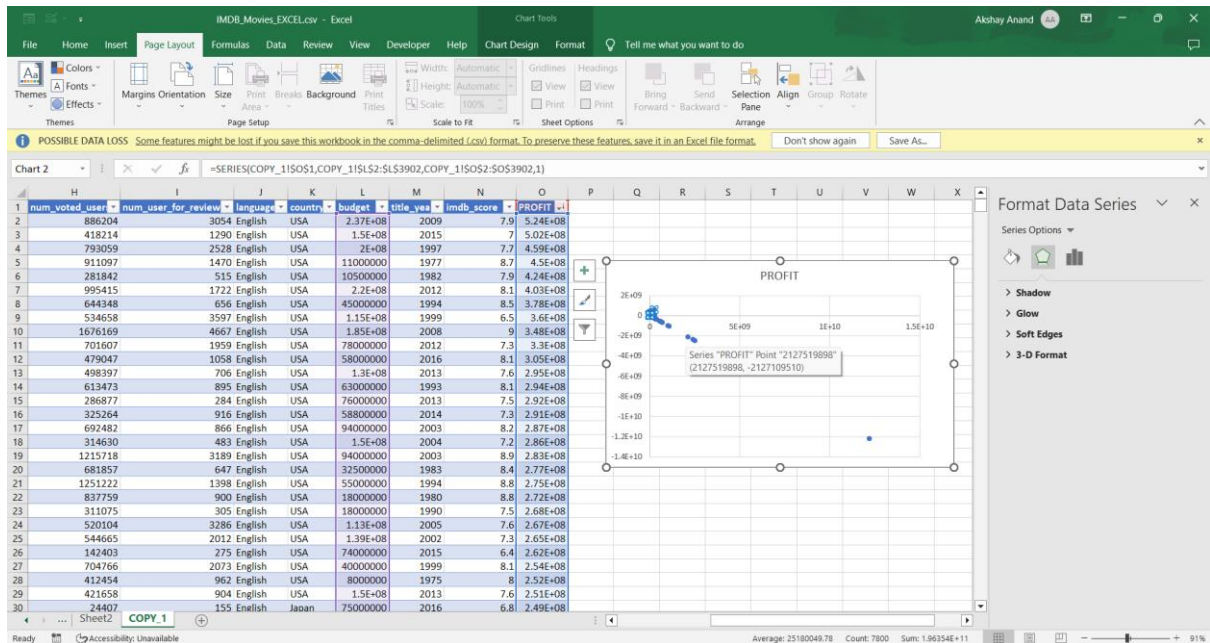 IMDB_Movies_EXCEL.csv - Excel Chart Tools Akshay Anand AA
File Home Insert Page Layout Formulas Data Review View Developer Help Chart Design Format Tell me what you want to do
Colors Width: Automatic Gridlines Headings
Aa A Fonts Height: Automatic View View
Themes Effects Margins Orientation Size Print Area Breaks Background Print Titles Scale: 100% Print Print Bring Forward Send Backward Selection Pane Align Group Rotate
Themes Page Setup Scale to Fit Sheet Options Arrange
POSSIBLE DATA LOSS Some features might be lost if you save this workbook in the comma-delimited (.csv) format. To preserve these features, save it in an Excel file format. Don't show again Save As...
Chart 2 fx =SERIES(COPY_1!$O$1,COPY_1!$L$2:$L$3902,COPY_1!$O$2:$O$3902,1)
H I J K L M N O P Q R S T U V W X
1 num_voted_user num_user_for_review language country budget title_yea imdb_score PROFIT
2 886204 3054 English USA 2.37E+08 2009 7.9 5.24E+08
3 418214 1290 English USA 1.5E+08 2015 7 5.02E+08
4 793059 2528 English USA 2E+08 1997 7.7 4.59E+08
5 911097 1470 English USA 11000000 1977 8.7 4.5E+08
6 281842 515 English USA 10500000 1982 7.9 4.24E+08
7 995415 1722 English USA 2.2E+08 2012 8.1 4.03E+08
8 644348 656 English USA 45000000 1994 8.5 3.78E+08
9 534658 3597 English USA 1.15E+08 1999 6.5 3.6E+08
10 1676169 4667 English USA 1.85E+08 2008 9 3.48E+08
11 701607 1959 English USA 78000000 2012 7.3 3.3E+08
12 479047 1058 English USA 58000000 2016 8.1 3.05E+08
13 498397 706 English USA 1.3E+08 2013 7.6 2.95E+08
14 613473 895 English USA 63000000 1993 8.1 2.94E+08
15 286877 284 English USA 76000000 2013 7.5 2.92E+08
16 325264 916 English USA 58800000 2014 7.3 2.91E+08
17 692482 866 English USA 94000000 2003 8.2 2.87E+08
18 314630 483 English USA 1.5E+08 2004 7.2 2.86E+08
19 1215718 3189 English USA 94000000 2003 8.9 2.83E+08
20 681857 647 English USA 32500000 1983 8.4 2.77E+08
21 1251222 1398 English USA 55000000 1994 8.8 2.75E+08
22 837759 900 English USA 18000000 1980 8.8 2.72E+08
23 311075 305 English USA 18000000 1990 7.5 2.68E+08
24 520104 3286 English USA 1.13E+08 2005 7.6 2.67E+08
25 544665 2012 English USA 1.39E+08 2002 7.3 2.65E+08
26 142403 275 English USA 74000000 2015 6.4 2.62E+08
27 704766 2073 English USA 40000000 1999 8.1 2.54E+08
28 412454 962 English USA 8000000 1975 8 2.52E+08
29 421658 904 English USA 1.5E+08 2013 7.6 2.51E+08
30 24407 155 English Japan 75000000 2016 6.8 2.49E+08
PROFIT
2E+09
0
0 5E+09 1E+10 1.5E+10
-2E+09
-4E+09
Series "PROFIT" Point "2127519898"
(2127519898, -2127109510)
-6E+09
-8E+09
-1E+10
-1.2E+10
-1.4E+10
Format Data Series
Series Options
Shadow
Glow
Soft Edges
3-D Format
... Sheet2 COPY_1
Ready Accessibility: Unavailable Average: 25180049.78 Count: 7800 Sum: 1.96354E+11 91%